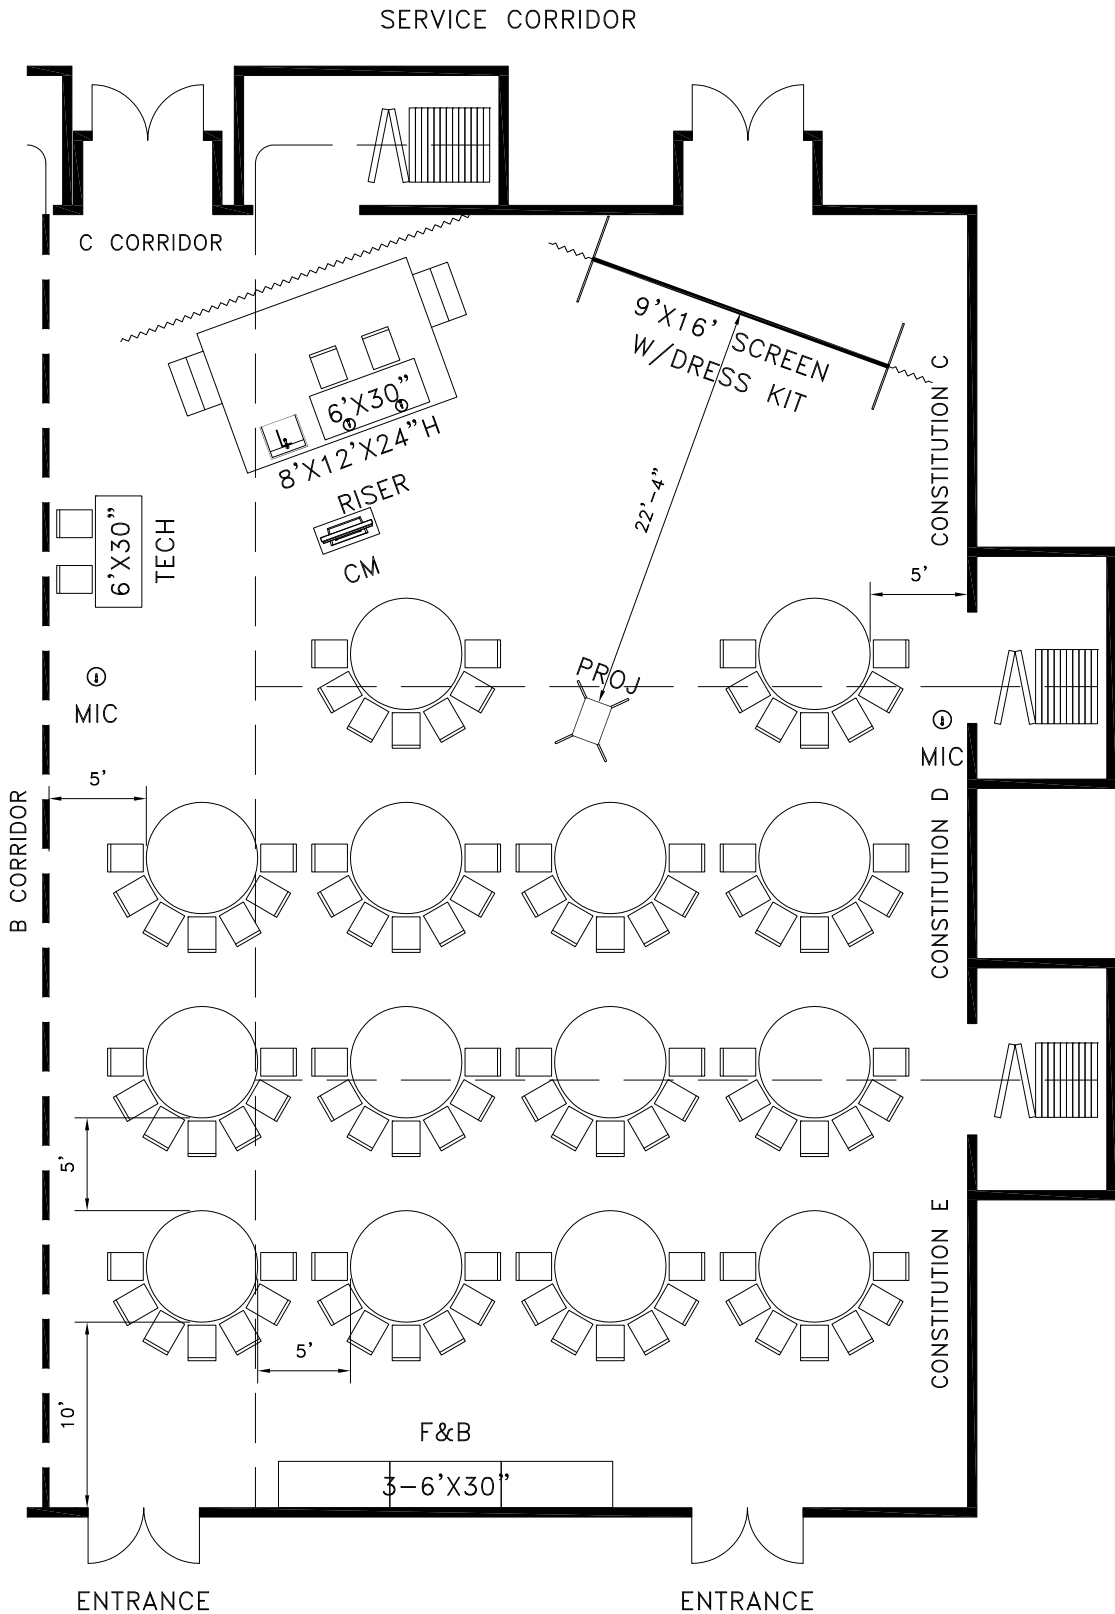 SERVICE CORRIDOR
C CORRIDOR
9'X16' SCREEN
W/DRESS KIT
6'X30"
8'X12'X24"H
RISER
CONSTITUTION C
22'-4"
6'X30"
TECH
CM
5'
PROJ
MIC
MIC
5'
B CORRIDOR
CONSTITUTION D
5'
CONSTITUTION E
5'
10'
F&B
3-6'X30"
ENTRANCE
ENTRANCE